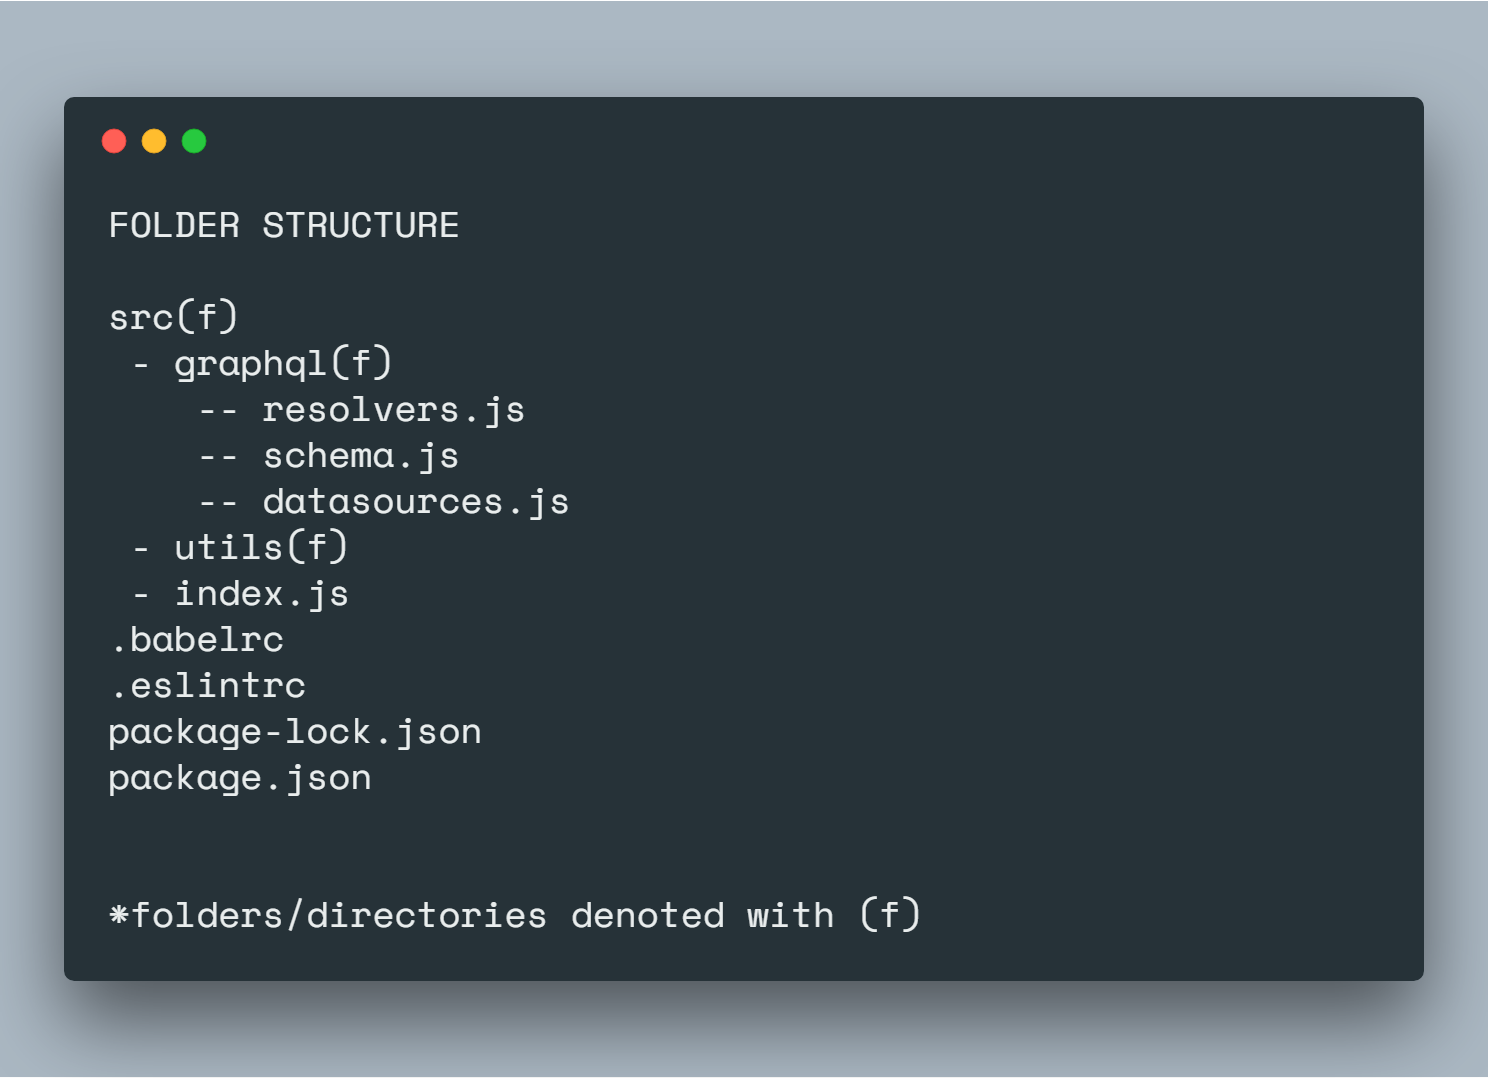 FOLDER STRUCTURE
src(f)
- graphql(f)
-- resolvers.js
-- schema.js
-- datasources.js
- utils(f)
- index.js
.babelrc
.eslintrc
package-lock.json
package.json
*folders/directories denoted with (f)